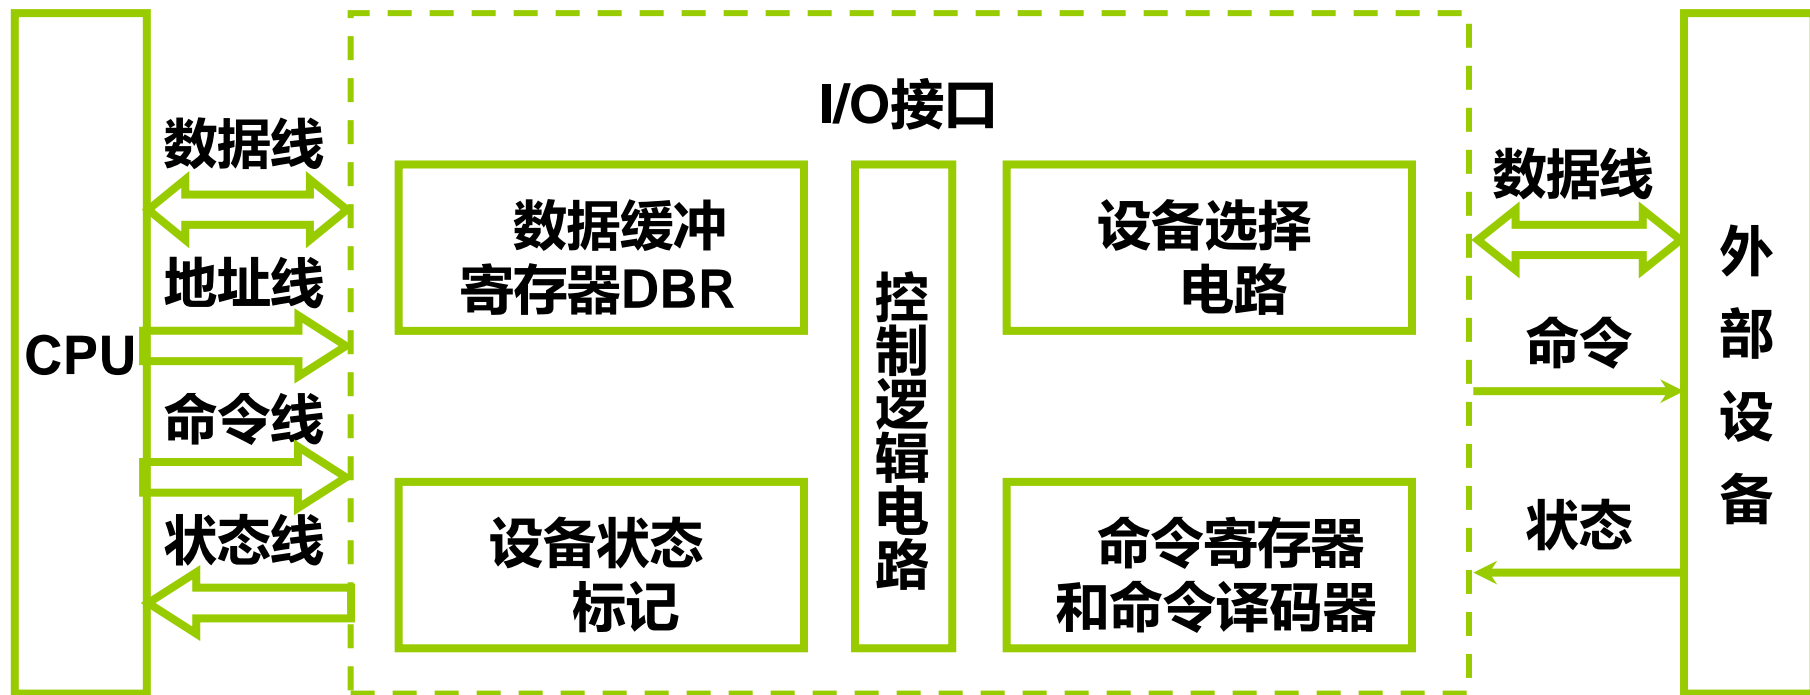 CPU
数据线
地址线
命令线
状态线
I/O接口
数据缓冲
寄存器DBR
设备状态
标记
控制逻辑电路
设备选择
电路
命令寄存器
和命令译码器
数据线
命令
状态
外部设备